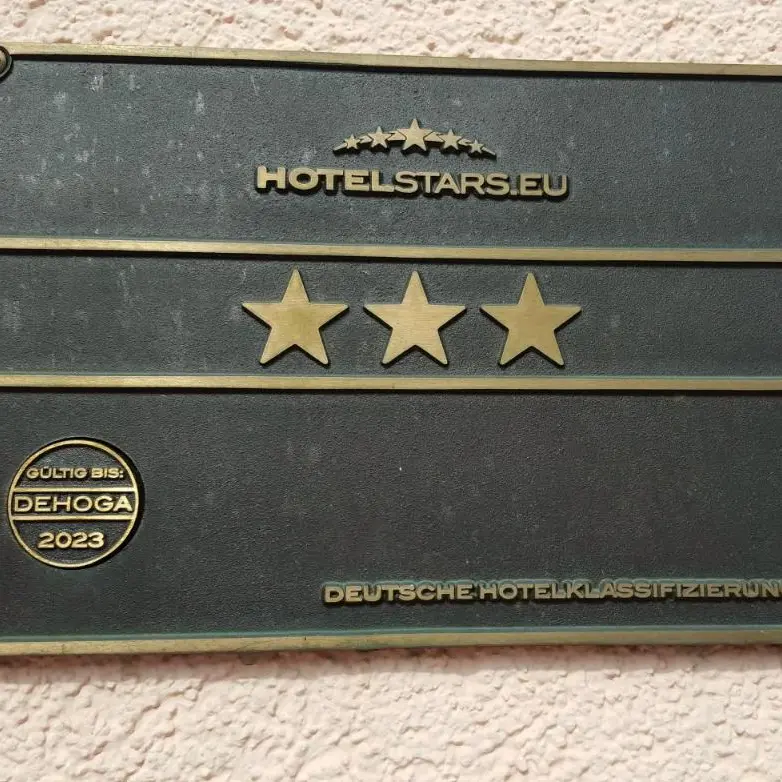 HOTELSTARS.EU
GÜLTIG BIS:
DEHOGA
2023
DEUTSCHE HOTELKLASSIFIZIERUN